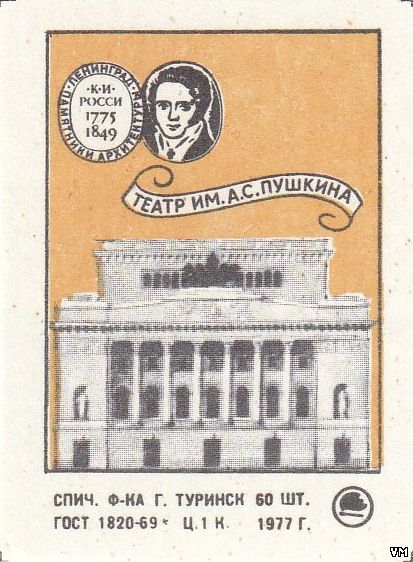 ЛЕНИНГРАД
ПАМЯТНИКИ АРХИТЕКТУРЫ
К·И
РОССИ
1775
1849
ТЕАТР ИМ. А.С. ПУШКИНА
СПИЧ. Ф-КА Г. ТУРИНСК 60 ШТ.
ГОСТ 1820-69* Ц. 1 К. 1977 Г.
VM